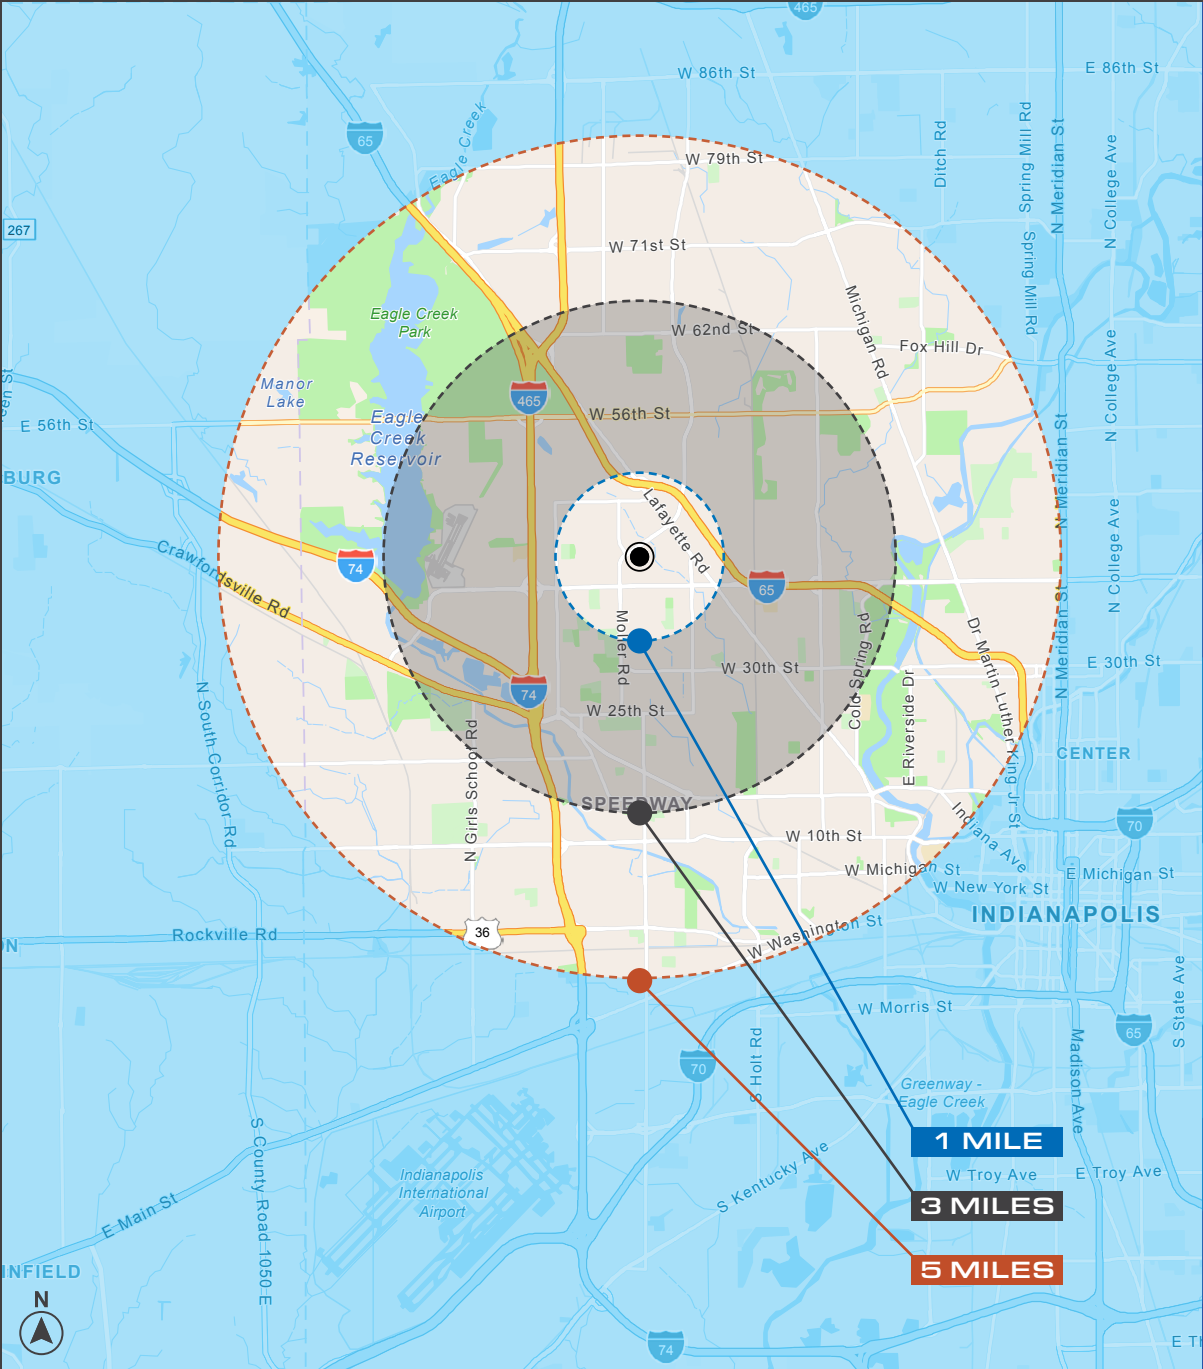 465
W 86th St
E 86th St
65
Eagle Creek
Ditch Rd
Spring Mill Rd
N Meridian St
N College Ave
W 79th St
267
W 71st St
Spring Mill Rd
Eagle Creek
Park
Michigan Rd
W 62nd St
Fox Hill Dr
N College Ave
Manor
Lake
465
W 56th St
E 56th St
Eagle
Creek
Reservoir
N Meridian St
BURG
Lafayette Rd
N College Ave
Crawfordsville Rd
74
65
Moller Rd
Cold Spring Rd
Dr Martin Luther King Jr St
N Meridian St
W 30th St
E 30th St
74
N South Corridor Rd
W 25th St
E Riverside Dr
N Girls School Rd
CENTER
SPEEDWAY
70
W 10th St
Indiana Ave
W Michigan St
E Michigan St
W New York St
INDIANAPOLIS
36
Rockville Rd
W Washington St
ON
S State Ave
W Morris St
65
S Holt Rd
Madison Ave
70
Greenway -
Eagle Creek
S County Road 1050 E
1 MILE
Indianapolis
International
Airport
S Kentucky Ave
W Troy Ave
E Troy Ave
3 MILES
E Main St
5 MILES
INFIELD
N
74